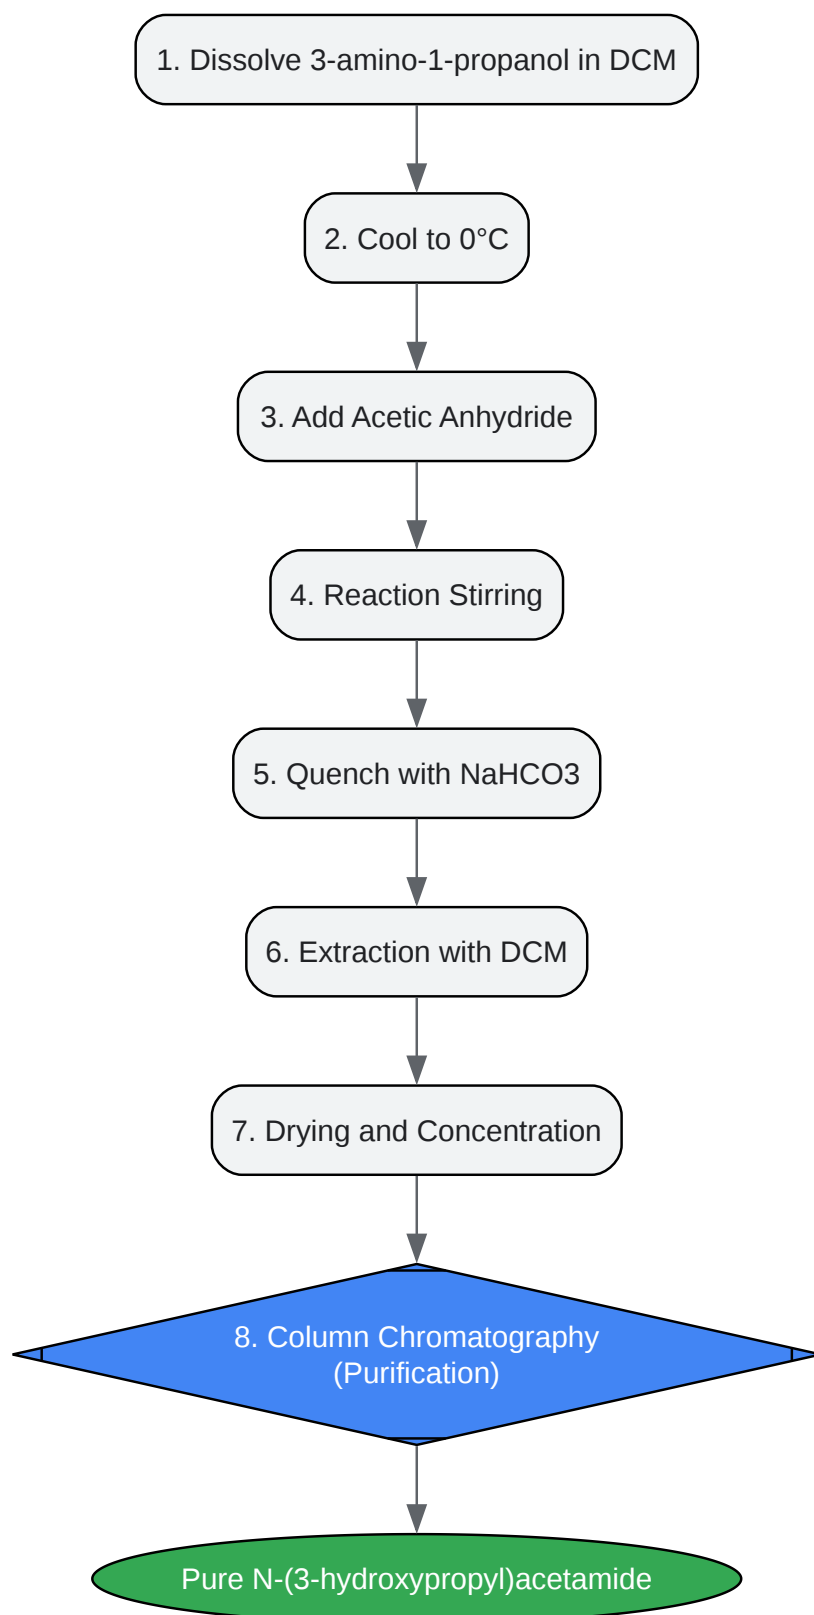 1. Dissolve 3-amino-1-propanol in DCM
2. Cool to 0°C
3. Add Acetic Anhydride
4. Reaction Stirring
5. Quench with NaHCO3
6. Extraction with DCM
7. Drying and Concentration
8. Column Chromatography
(Purification)
Pure N-(3-hydroxypropyl)acetamide